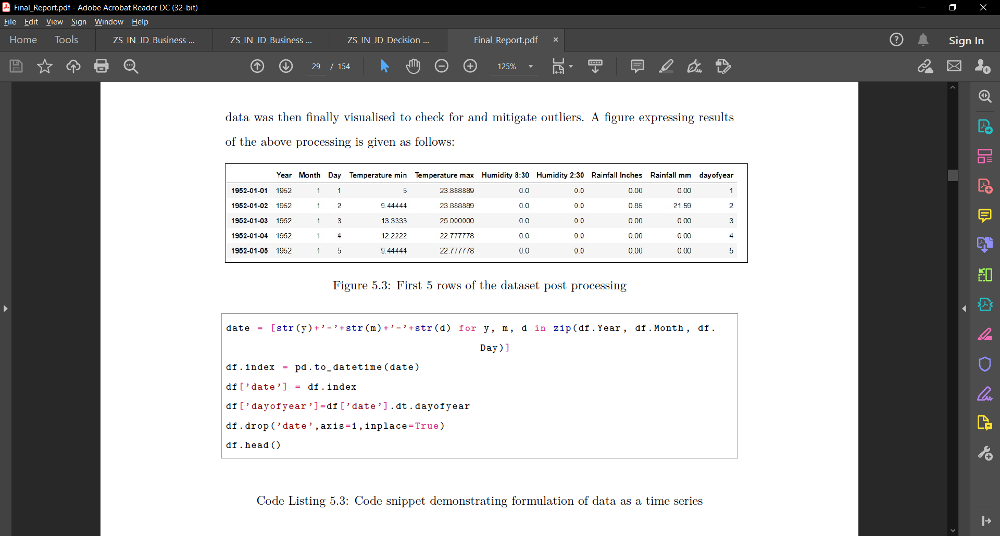 Final_Report.pdf - Adobe Acrobat Reader DC (32-bit)
File Edit View Sign Window Help
Home Tools ZS_IN_JD_Business ... ZS_IN_JD_Business ... ZS_IN_JD_Decision ... Final_Report.pdf × Sign In
29 / 154 125%
data was then finally visualised to check for and mitigate outliers. A figure expressing results
of the above processing is given as follows:
Year Month Day Temperature min Temperature max Humidity 8:30 Humidity 2:30 Rainfall Inches Rainfall mm dayofyear
1952-01-01 1952 1 1 5 23.888889 0.0 0.0 0.00 0.00 1
1952-01-02 1952 1 2 9.44444 23.888889 0.0 0.0 0.85 21.59 2
1952-01-03 1952 1 3 13.3333 25.000000 0.0 0.0 0.00 0.00 3
1952-01-04 1952 1 4 12.2222 22.777778 0.0 0.0 0.00 0.00 4
1952-01-05 1952 1 5 9.44444 22.777778 0.0 0.0 0.00 0.00 5
Figure 5.3: First 5 rows of the dataset post processing
date = [str(y)+’-’+str(m)+’-’+str(d) for y, m, d in zip(df.Year, df.Month, df.
Day)]
df.index = pd.to_datetime(date)
df[’date’] = df.index
df[’dayofyear’]=df[’date’].dt.dayofyear
df.drop(’date’,axis=1,inplace=True)
df.head()
Code Listing 5.3: Code snippet demonstrating formulation of data as a time series